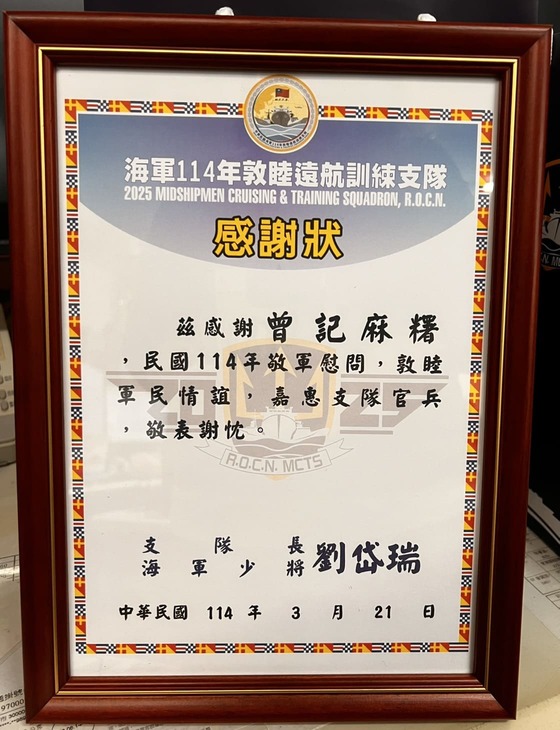 海軍114年敦睦遠航訓練支隊
2025 MIDSHIPMEN CRUISING & TRAINING SQUADRON, R.O.C.N.
感謝狀
茲感謝曾記麻糬
，民國114年敬軍慰問，敦睦
軍民情誼，嘉惠支隊官兵
，敬表謝忱。
2025
R.O.C.N. MCTS
支隊長
海軍少將劉岱瑞
中華民國 114 年 3 月 21 日
N. MCTS
97000